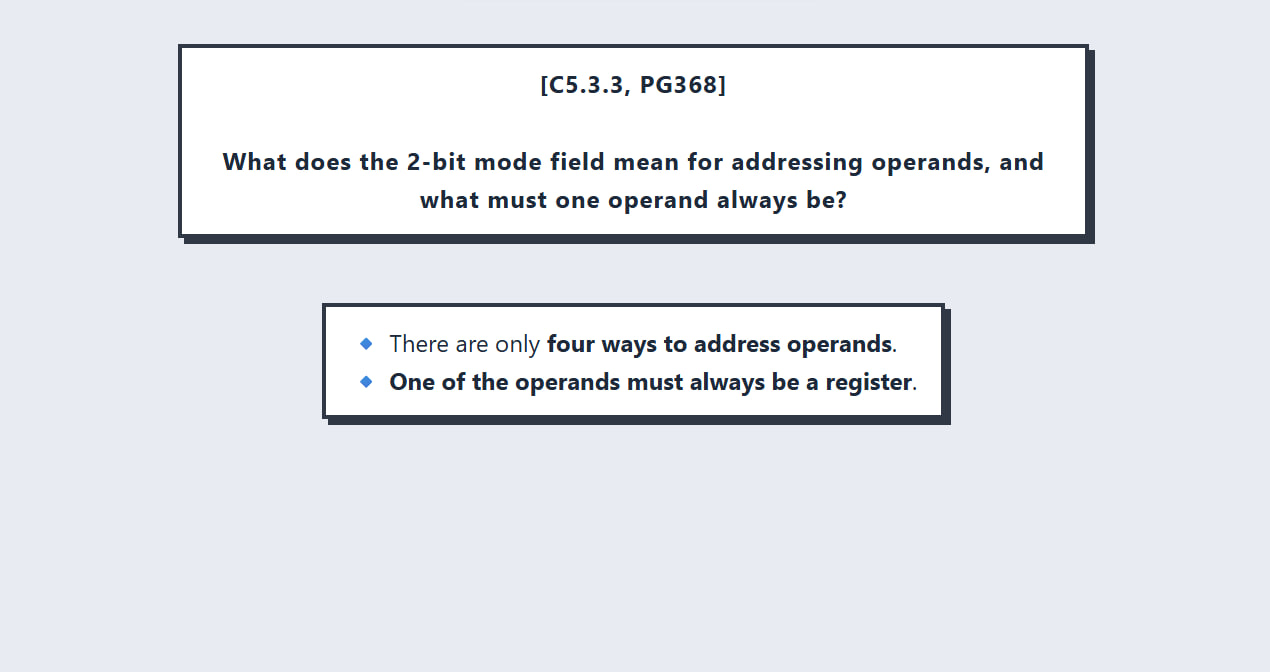 [C5.3.3, PG368]
What does the 2-bit mode field mean for addressing operands, and
what must one operand always be?
There are only four ways to address operands.
One of the operands must always be a register.